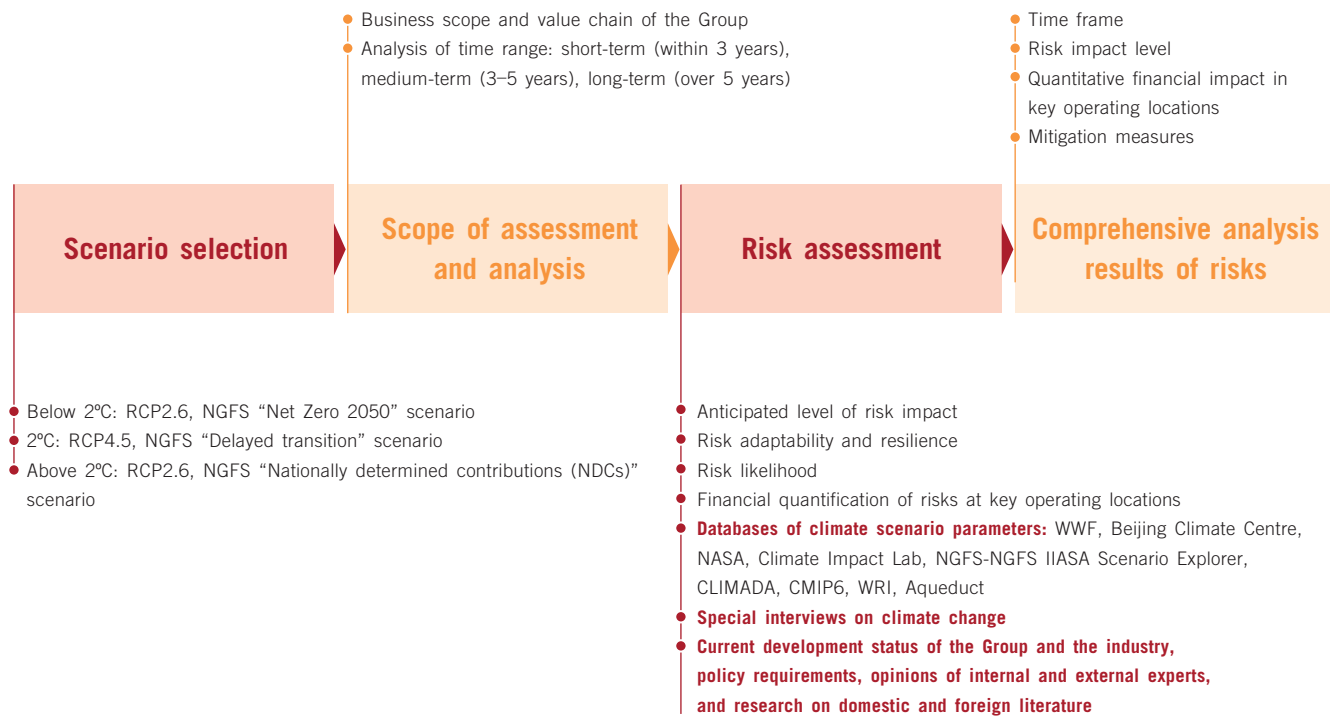 Business scope and value chain of the Group
Analysis of time range: short-term (within 3 years),
medium-term (3–5 years), long-term (over 5 years)
Time frame
Risk impact level
Quantitative financial impact in
key operating locations
Mitigation measures
Scenario selection
Scope of assessment
and analysis
Risk assessment
Comprehensive analysis
results of risks
Below 2ºC: RCP2.6, NGFS “Net Zero 2050” scenario
2ºC: RCP4.5, NGFS “Delayed transition” scenario
Above 2ºC: RCP2.6, NGFS “Nationally determined contributions (NDCs)”
scenario
Anticipated level of risk impact
Risk adaptability and resilience
Risk likelihood
Financial quantification of risks at key operating locations
Databases of climate scenario parameters: WWF, Beijing Climate Centre,
NASA, Climate Impact Lab, NGFS-NGFS IIASA Scenario Explorer,
CLIMADA, CMIP6, WRI, Aqueduct
Special interviews on climate change
Current development status of the Group and the industry,
policy requirements, opinions of internal and external experts,
and research on domestic and foreign literature